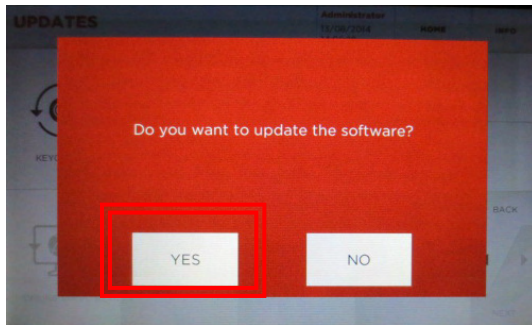 UPDATES
Administrator
HOME
INFO
Do you want to update the software?
BACK
YES
NO